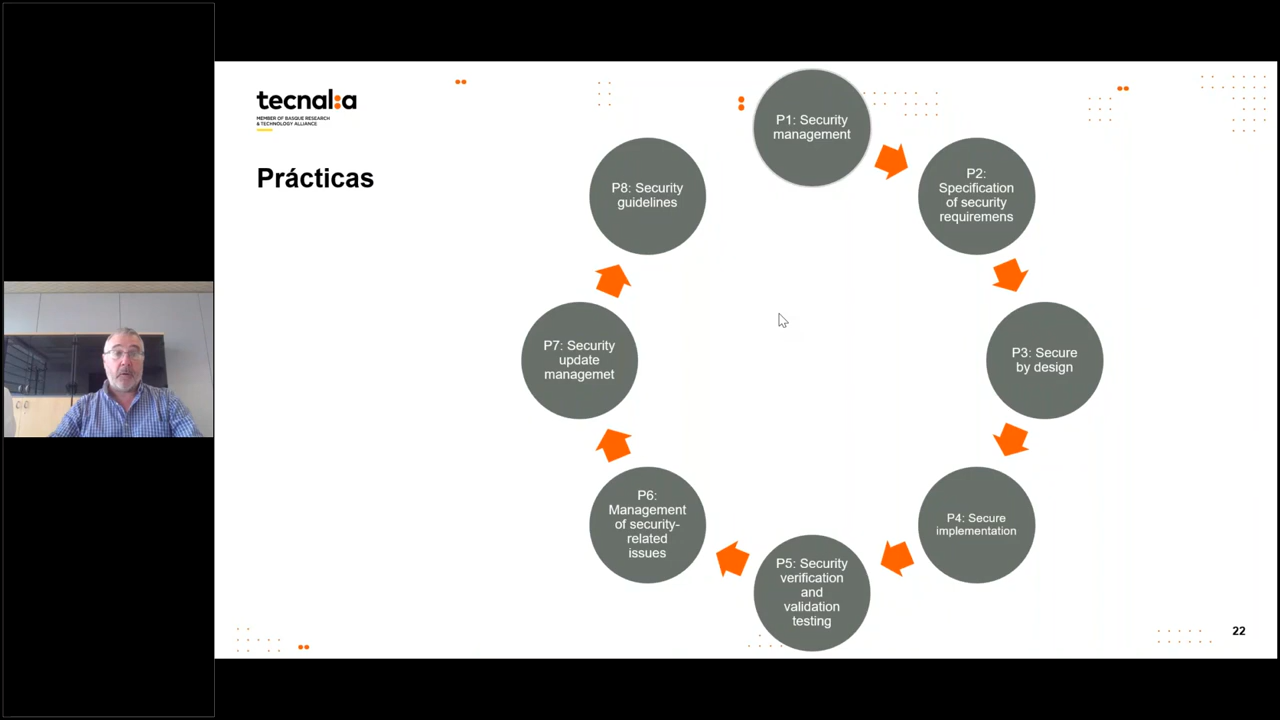 tecnal:a
MEMBER OF BASQUE RESEARCH
& TECHNOLOGY ALLIANCE
Prácticas
P1: Security
management
P2:
Specification
of security
requiremens
P3: Secure
by design
P4: Secure
implementation
P5: Security
verification
and
validation
testing
P6:
Management
of security-
related
issues
P7: Security
update
managemet
P8: Security
guidelines
22